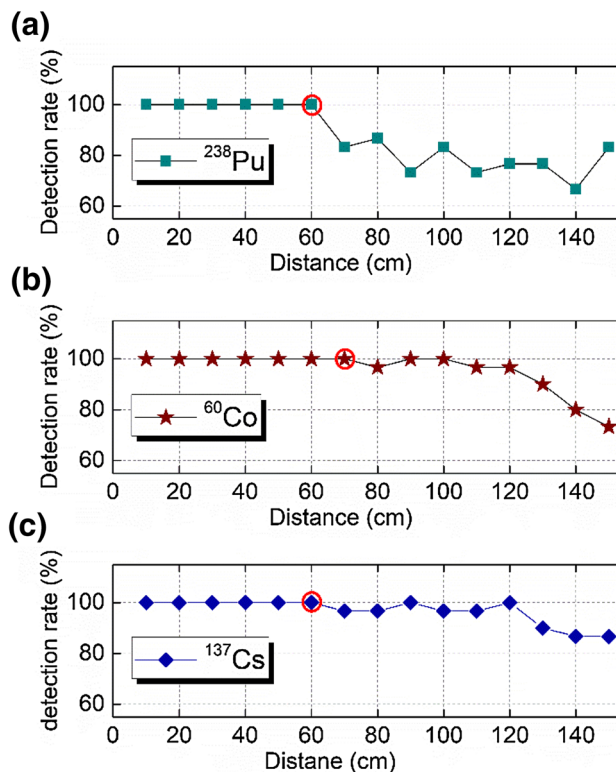 (a)
Detection rate (%)
100
80
60
²³⁸Pu
0 20 40 60 80 100 120 140
Distance (cm)
(b)
Detection rate (%)
100
80
60
⁶⁰Co
0 20 40 60 80 100 120 140
Distance (cm)
(c)
detection rate (%)
100
80
60
¹³⁷Cs
0 20 40 60 80 100 120 140
Distane (cm)